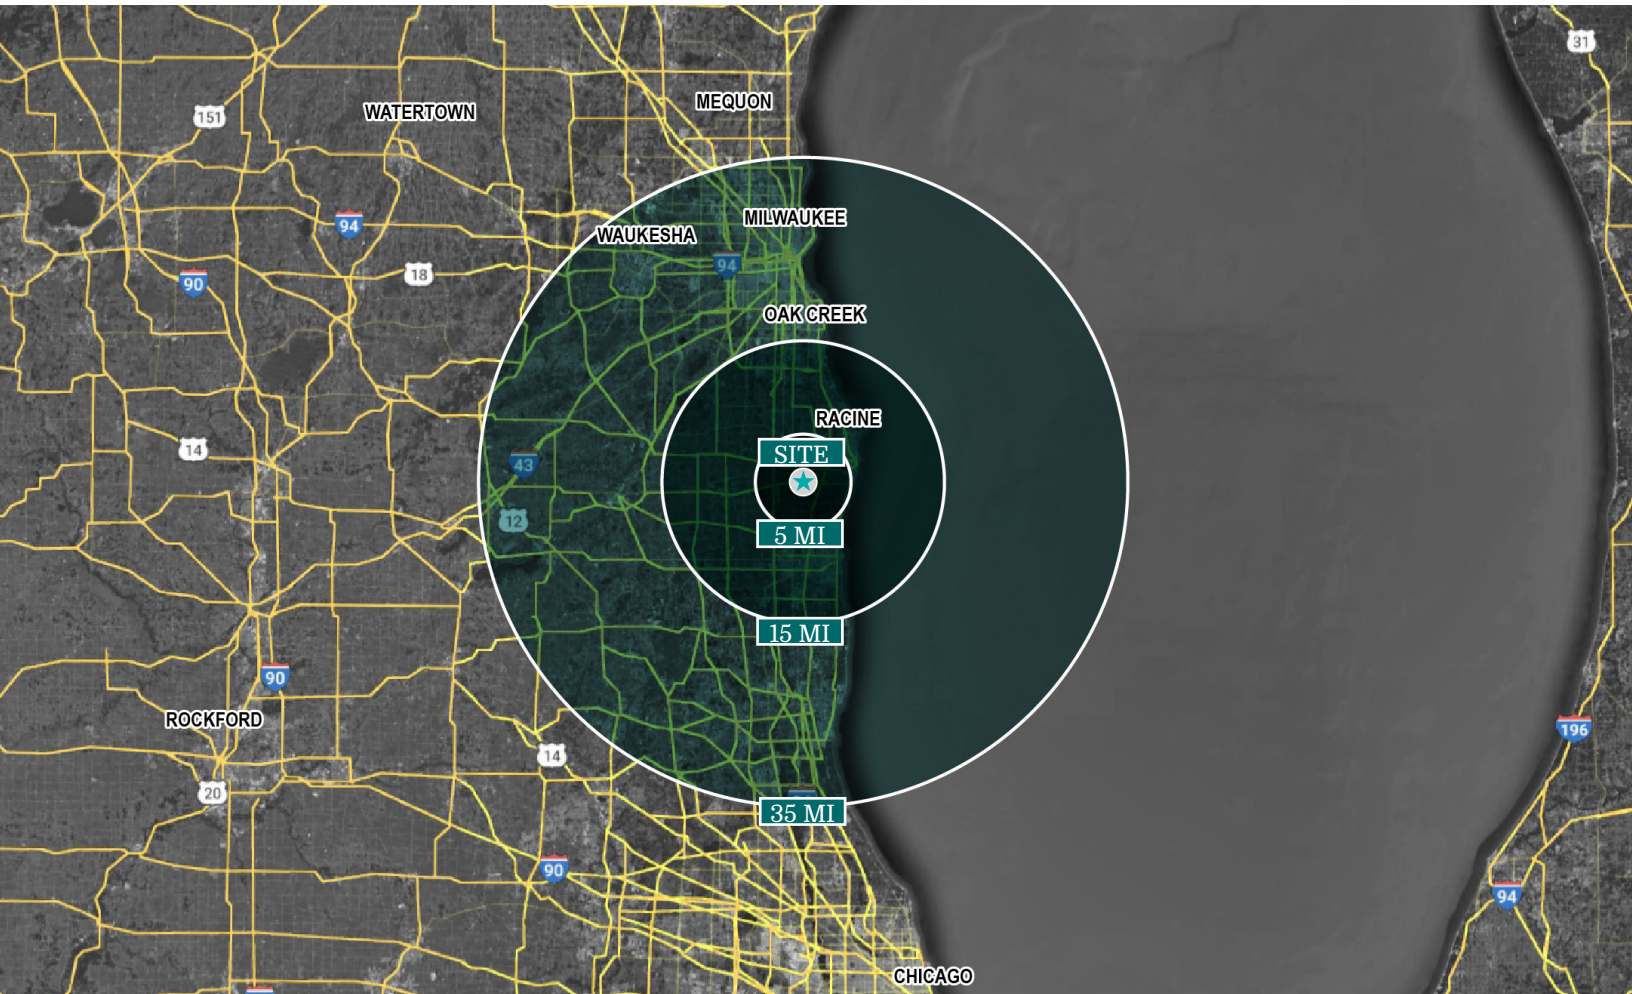 31
MEQUON
WATERTOWN
151
MILWAUKEE
94
WAUKESHA
94
18
90
OAK CREEK
RACINE
14
SITE
43
12
5 MI
15 MI
90
ROCKFORD
196
14
20
35 MI
90
94
CHICAGO